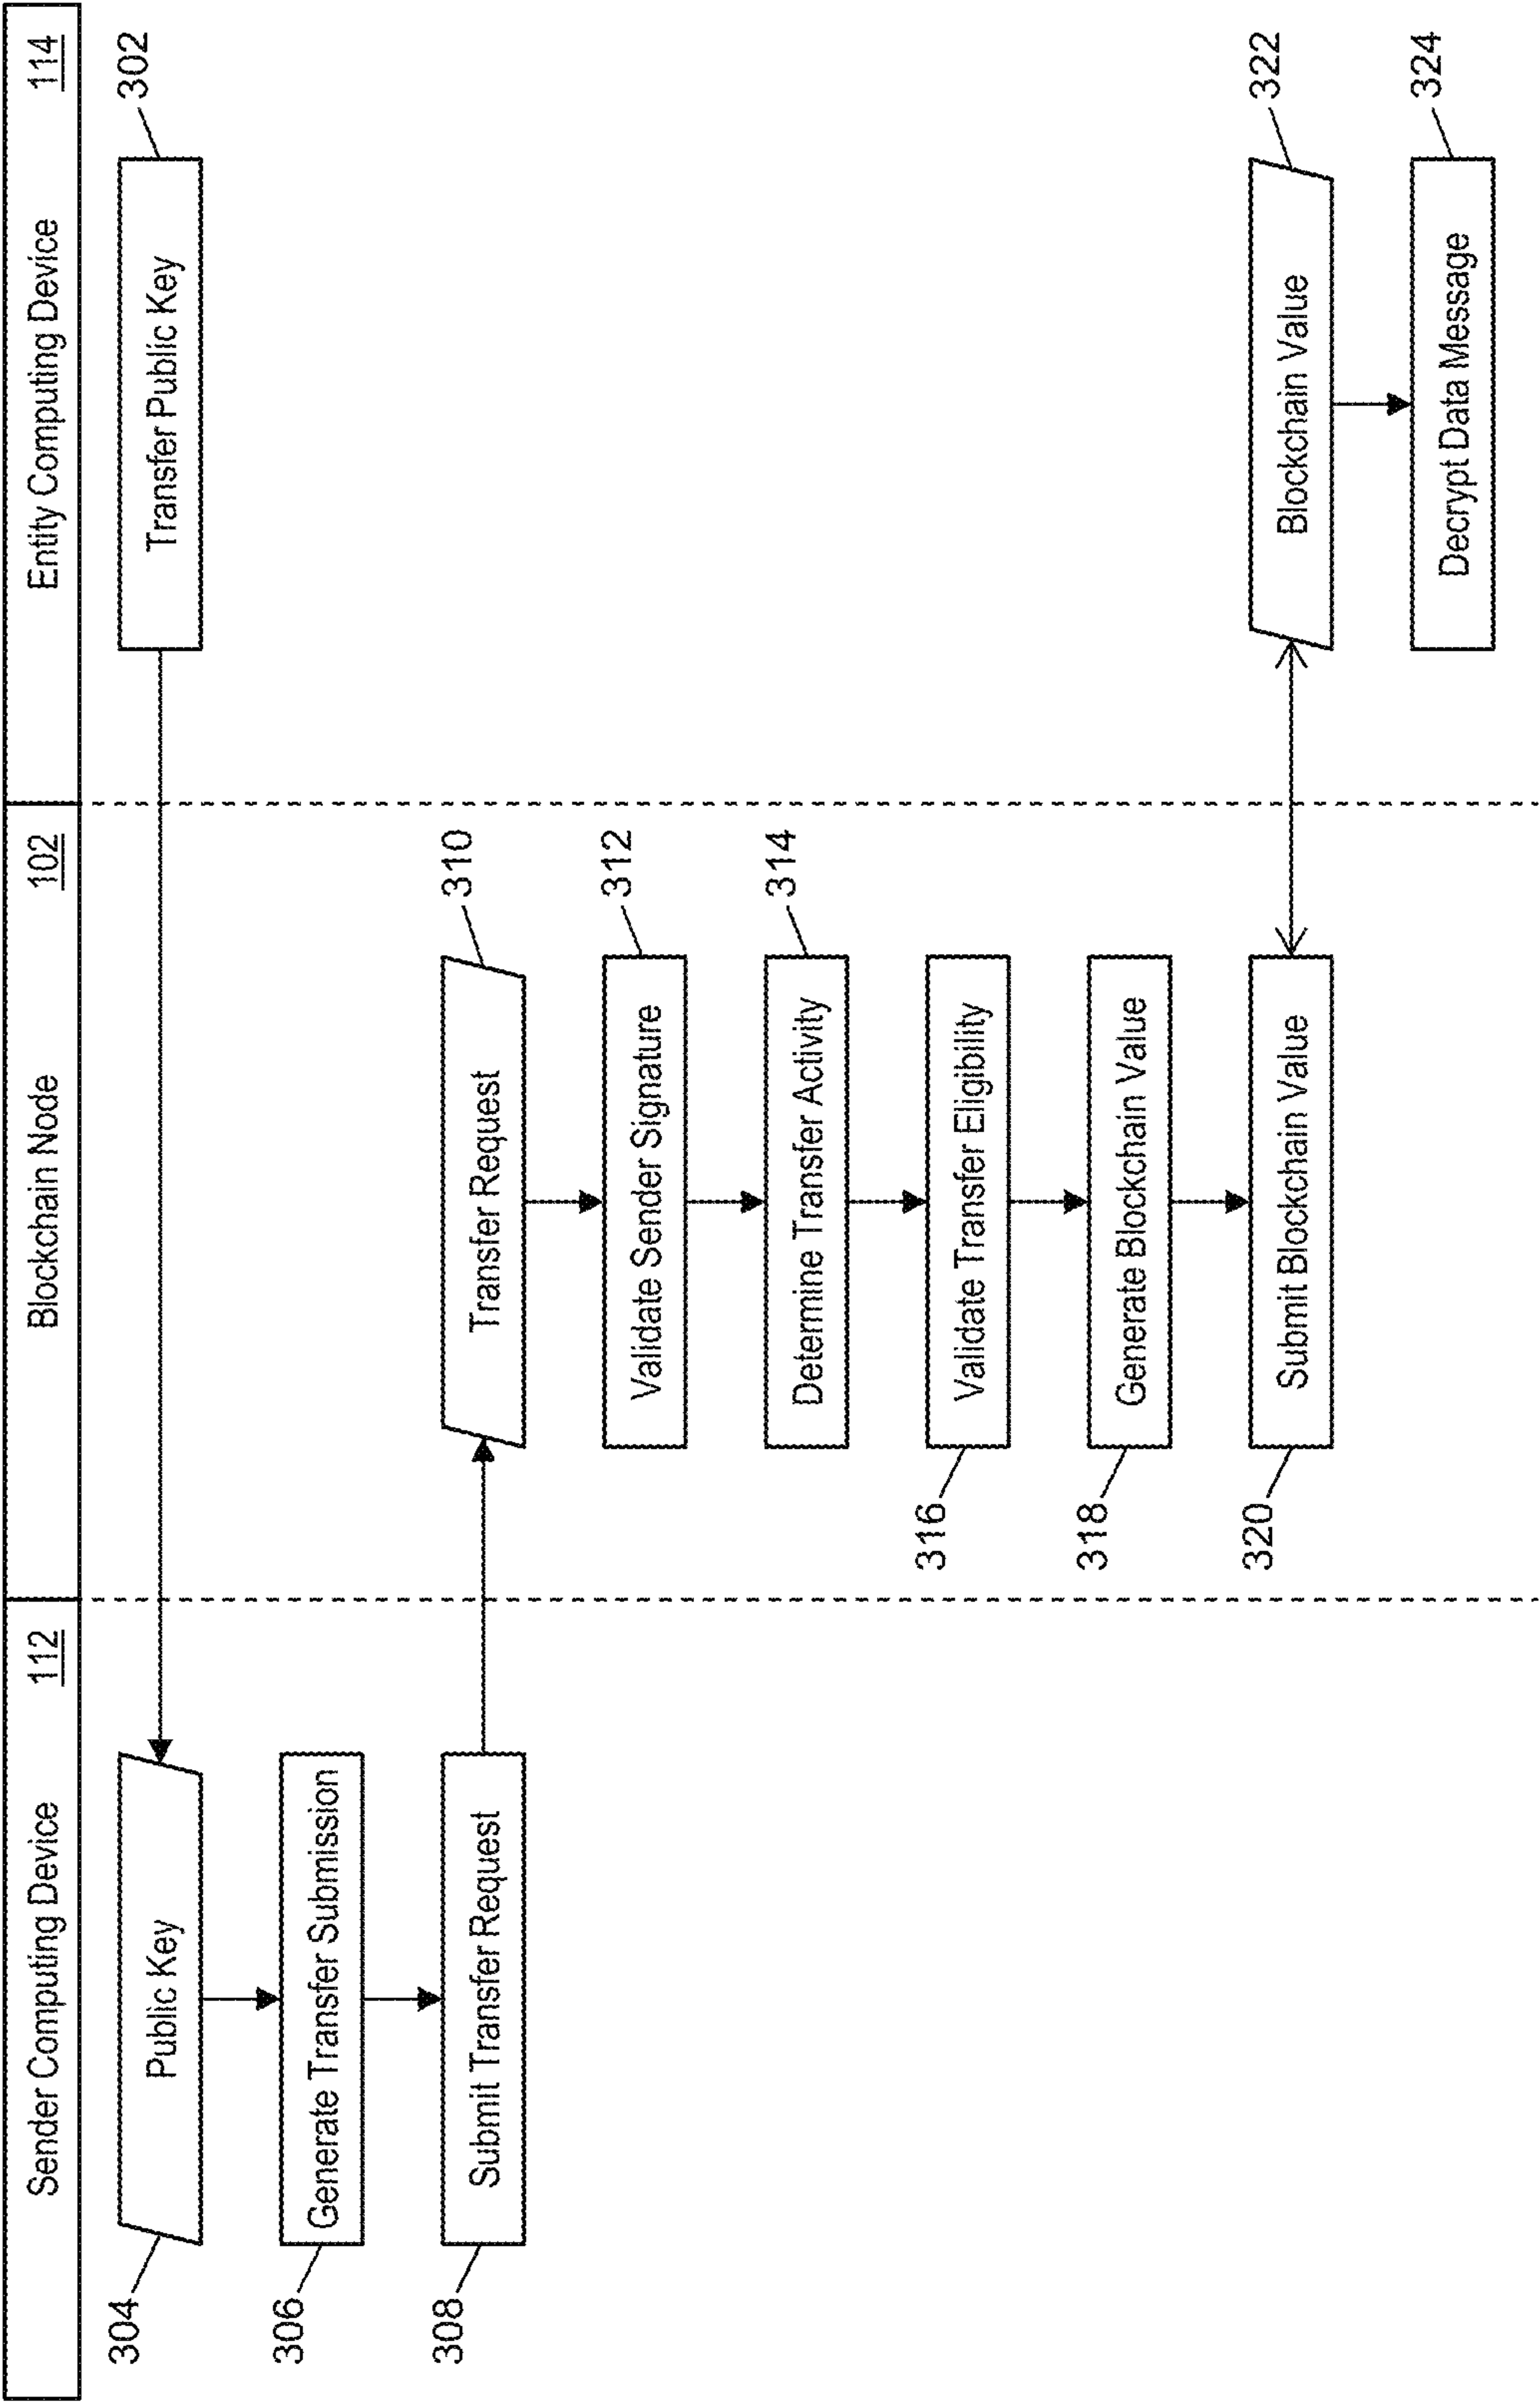 Sender Computing Device 112
Blockchain Node 102
Entity Computing Device 114
Transfer Public Key
302
304
Public Key
306
Generate Transfer Submission
308
Submit Transfer Request
Transfer Request
310
Validate Sender Signature
312
Determine Transfer Activity
314
316
Validate Transfer Eligibility
318
Generate Blockchain Value
320
Submit Blockchain Value
Blockchain Value
322
Decrypt Data Message
324